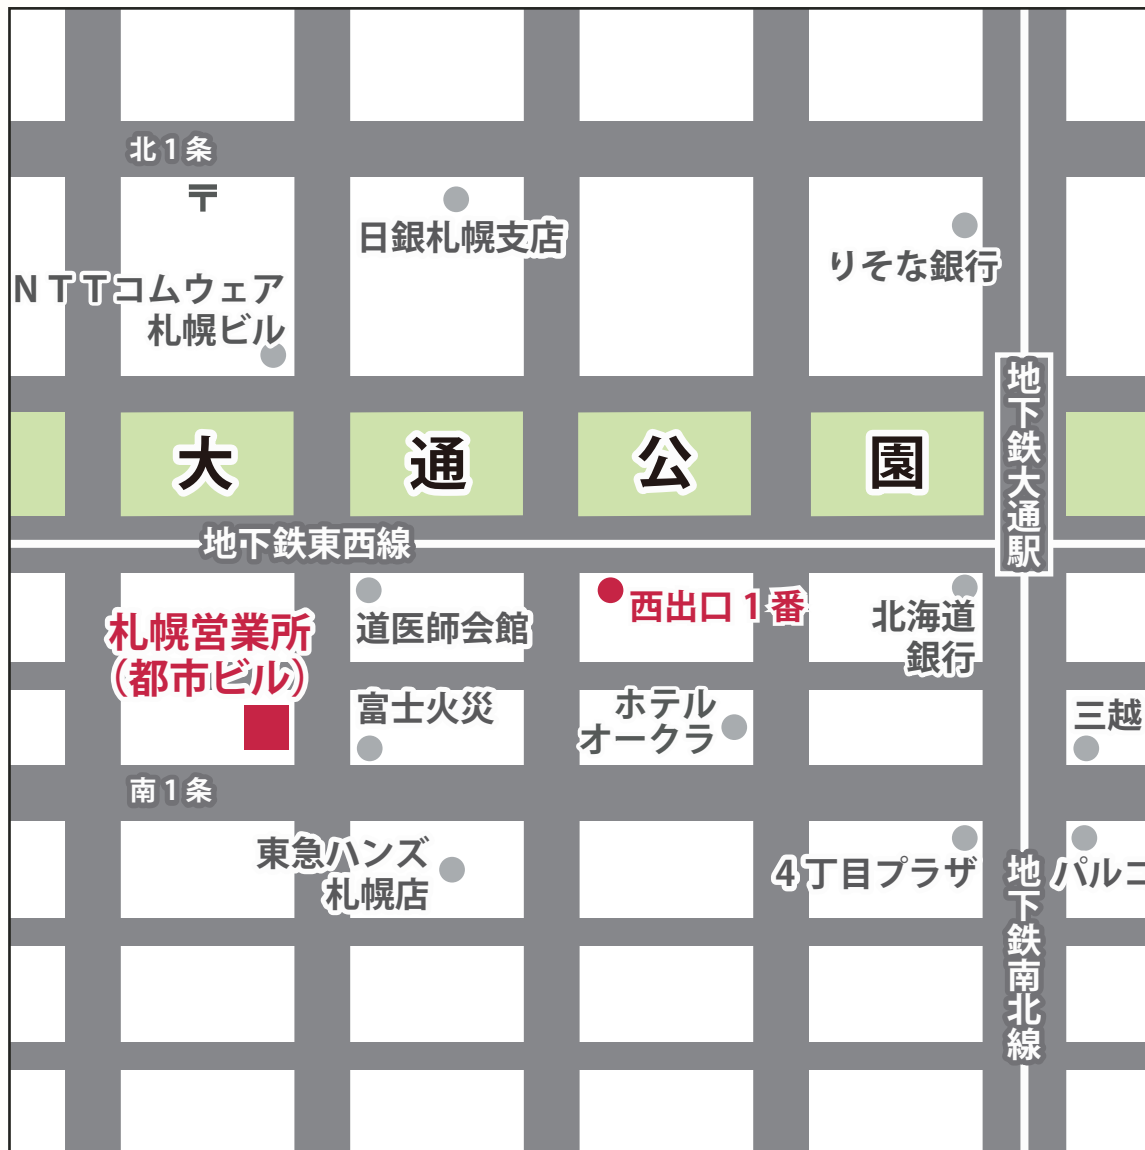 北1条
〒
日銀札幌支店
りそな銀行
NTTコムウェア
札幌ビル
地下鉄大通駅
大通公園
地下鉄東西線
札幌営業所
(都市ビル)
道医師会館
西出口1番
北海道
銀行
富士火災
ホテル
オークラ
三越
南1条
東急ハンズ
札幌店
4丁目プラザ
地下鉄南北線
パルコ